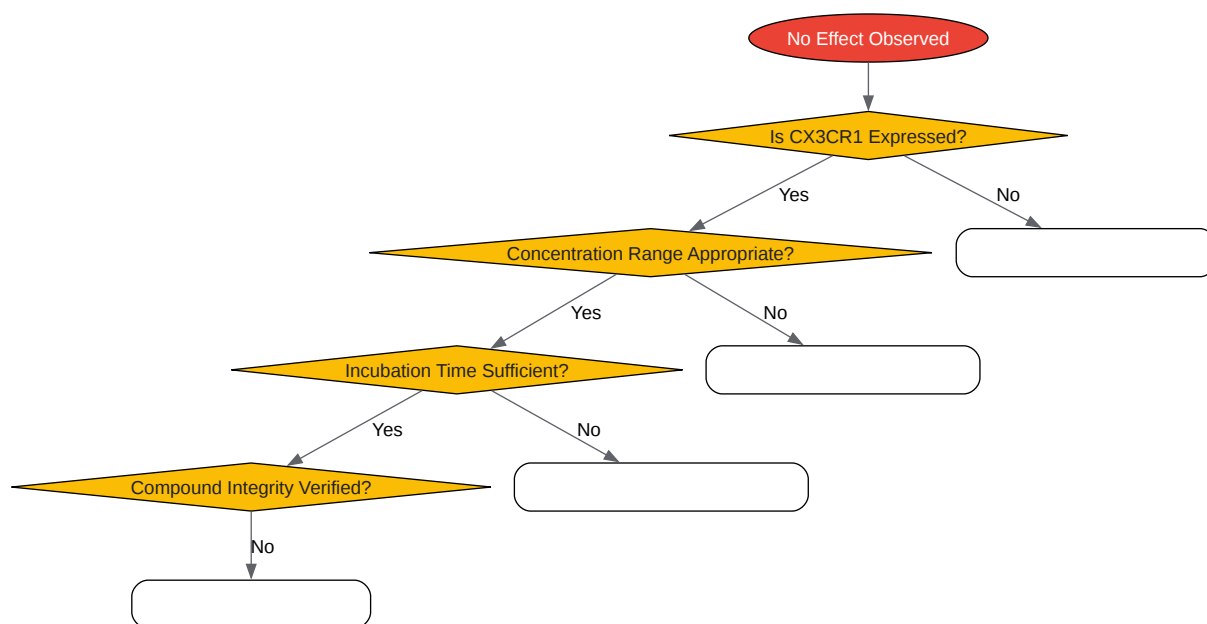 No Effect Observed
Is CX3CR1 Expressed?
Yes
No
Concentration Range Appropriate?
Yes
No
Incubation Time Sufficient?
Yes
No
Compound Integrity Verified?
No